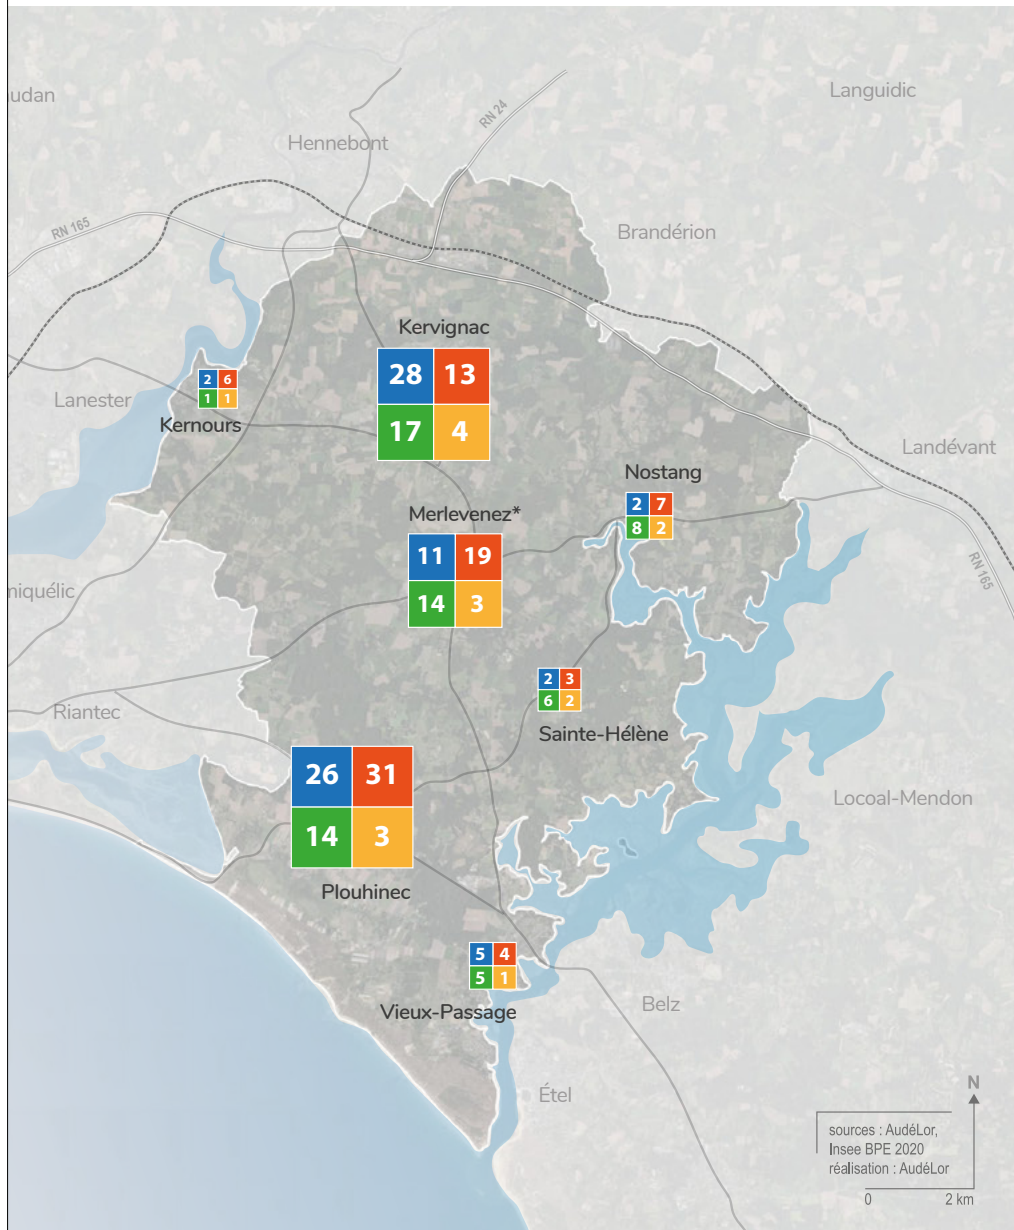 udan
Languidic
RN 24
Hennebont
RN 165
Brandérion
Kervignac
28 13
17 4
2 6
1 1
Lanester
Kernours
Landévant
Nostang
2 7
8 2
Merlevenez*
11 19
14 3
RN 165
niquélic
2 3
6 2
Riantec
Sainte-Hélène
26 31
14 3
Locoal-Mendon
Plouhinec
5 4
5 1
Vieux-Passage
Belz
Étel
N
sources : AudéLor,
Insee BPE 2020
réalisation : AudéLor
0 2 km